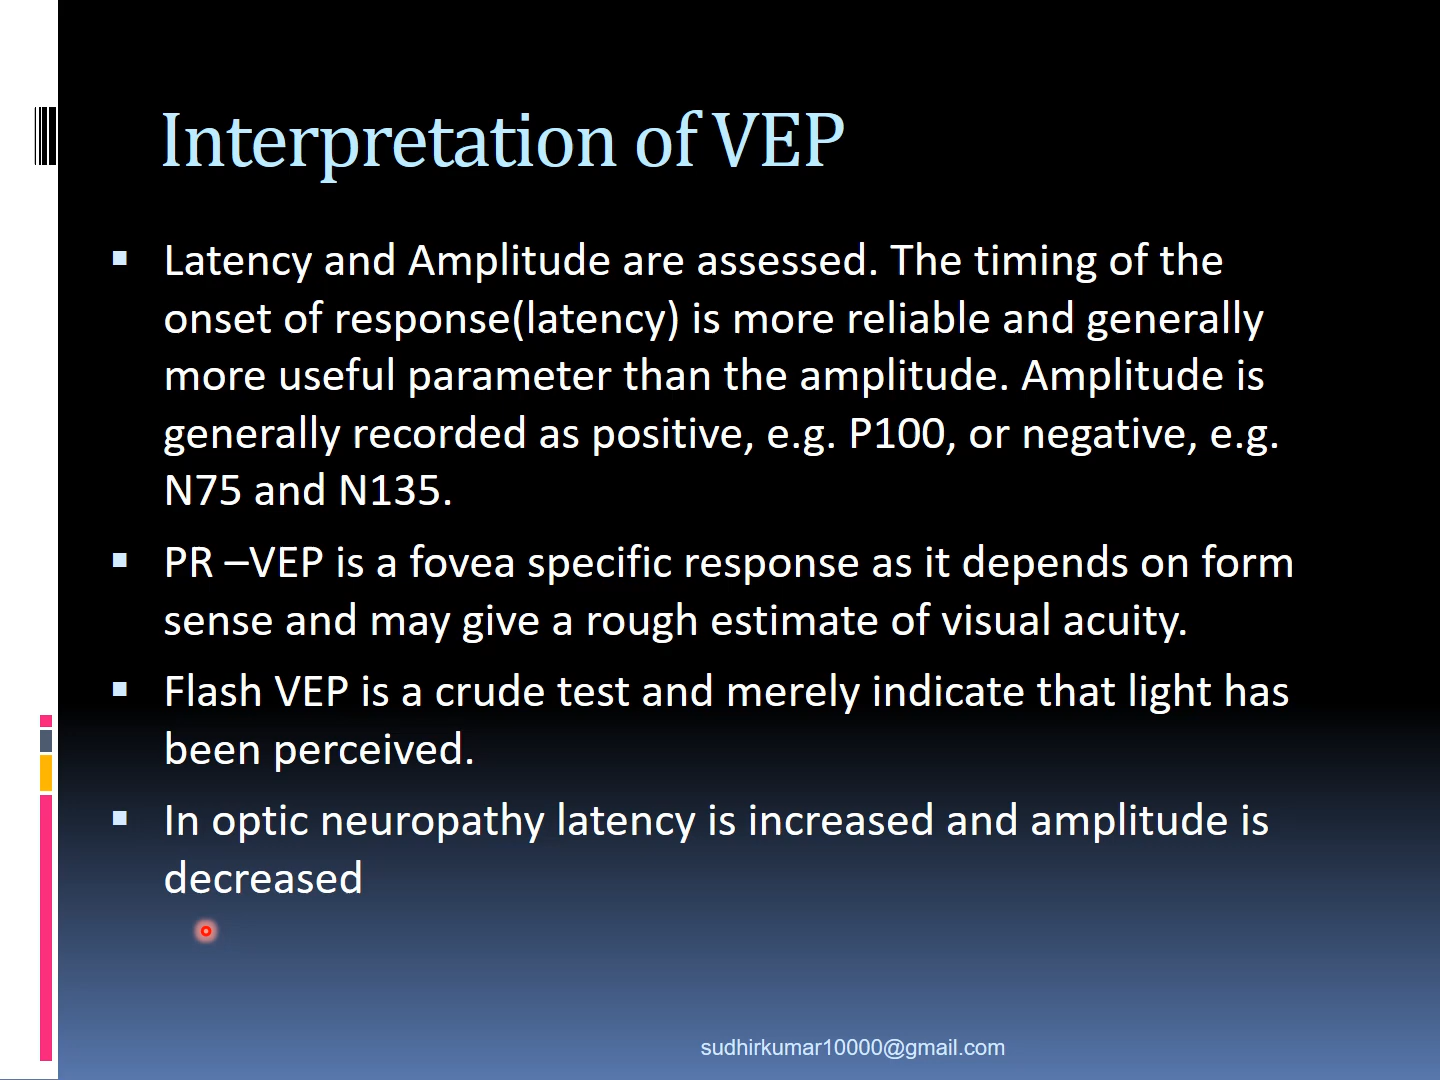 Interpretation of VEP
Latency and Amplitude are assessed. The timing of the
onset of response(latency) is more reliable and generally
more useful parameter than the amplitude. Amplitude is
generally recorded as positive, e.g. P100, or negative, e.g.
N75 and N135.
PR –VEP is a fovea specific response as it depends on form
sense and may give a rough estimate of visual acuity.
Flash VEP is a crude test and merely indicate that light has
been perceived.
In optic neuropathy latency is increased and amplitude is
decreased
sudhirkumar10000@gmail.com